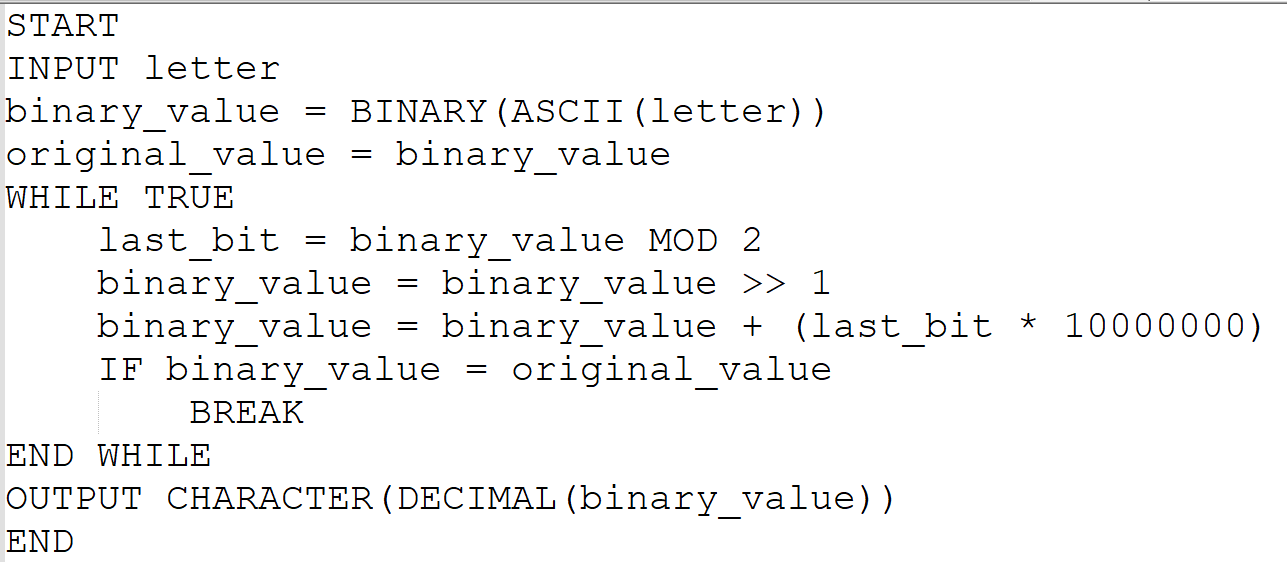 START
INPUT letter
binary_value = BINARY(ASCII(letter))
original_value = binary_value
WHILE TRUE
    last_bit = binary_value MOD 2
    binary_value = binary_value >> 1
    binary_value = binary_value + (last_bit * 10000000)
    IF binary_value = original_value
        BREAK
END WHILE
OUTPUT CHARACTER(DECIMAL(binary_value))
END